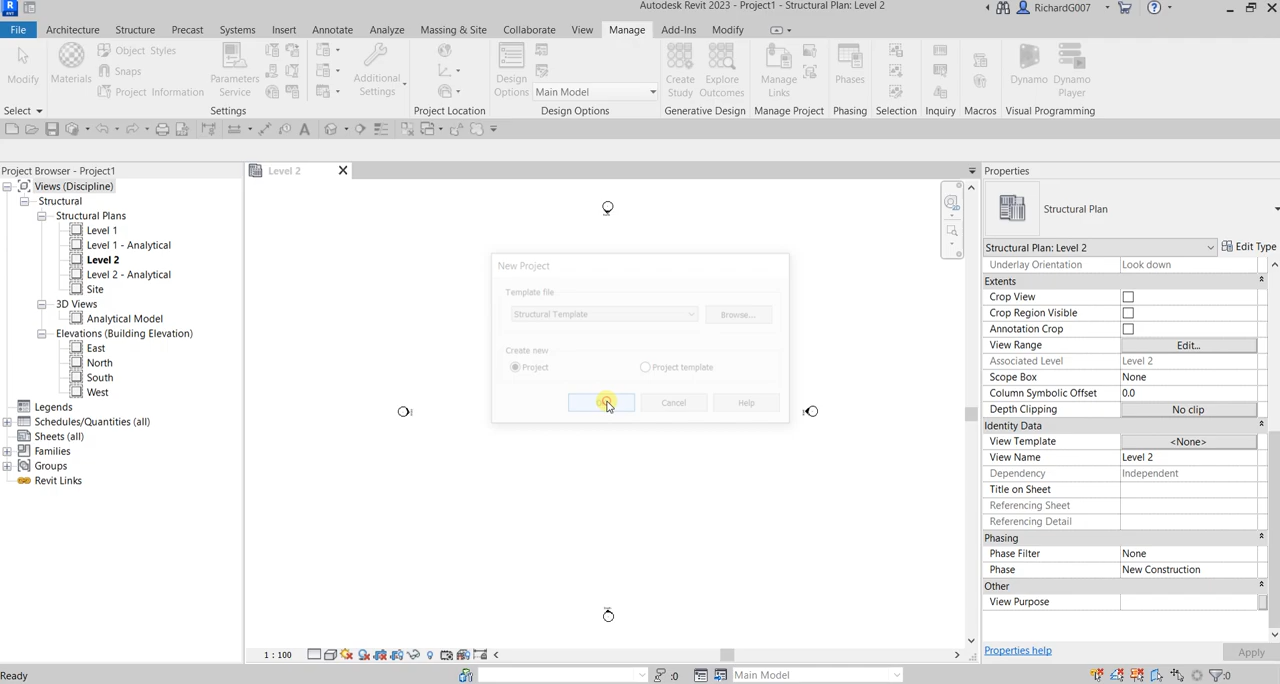 Autodesk Revit 2023 - Project1 - Structural Plan: Level 2
RichardG007
File Architecture Structure Precast Systems Insert Annotate Analyze Massing & Site Collaborate View Manage Add-Ins Modify
Modify
Materials
Object Styles
Snaps
Project Information
Parameters Service
Additional Settings
Design Options
Main Model
Create Study
Explore Outcomes
Manage Links
Phases
Dynamo
Dynamo Player
Select
Settings
Project Location
Design Options
Generative Design
Manage Project
Phasing
Selection
Inquiry
Macros
Visual Programming
Project Browser - Project1
Views (Discipline)
Structural
Structural Plans
Level 1
Level 1 - Analytical
Level 2
Level 2 - Analytical
Site
3D Views
Analytical Model
Elevations (Building Elevation)
East
North
South
West
Legends
Schedules/Quantities (all)
Sheets (all)
Families
Groups
Revit Links
Level 2
New Project
Template file
Structural Template
Browse...
Create new
Project
Project template
Cancel
Help
1 : 100
Properties
Structural Plan
Structural Plan: Level 2
Edit Type
Underlay Orientation Look down
Extents
Crop View
Crop Region Visible
Annotation Crop
View Range Edit...
Associated Level Level 2
Scope Box None
Column Symbolic Offset 0.0
Depth Clipping No clip
Identity Data
View Template <None>
View Name Level 2
Dependency Independent
Title on Sheet
Referencing Sheet
Referencing Detail
Phasing
Phase Filter None
Phase New Construction
Other
View Purpose
Properties help
Apply
Ready
:0
Main Model
:0